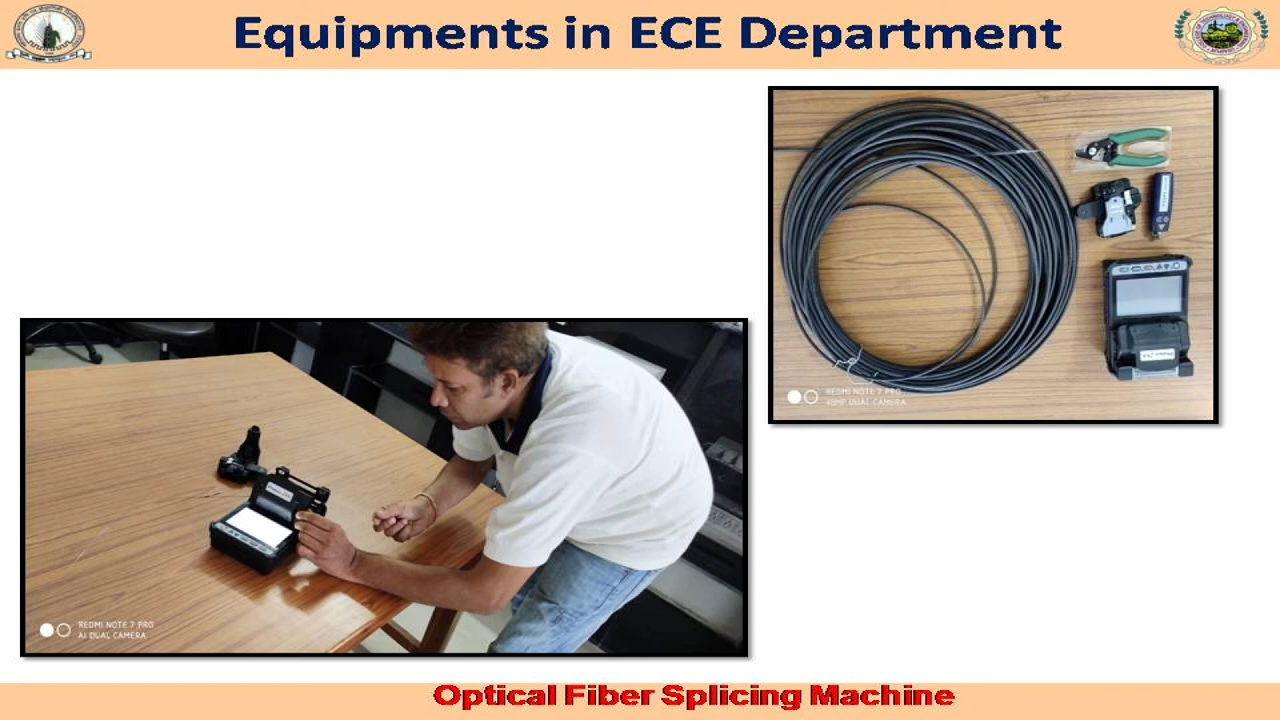 Equipments in ECE Department
REDMI NOTE 7 PRO
48MP DUAL CAMERA
REDMI NOTE 7 PRO
AI DUAL CAMERA
Optical Fiber Splicing Machine